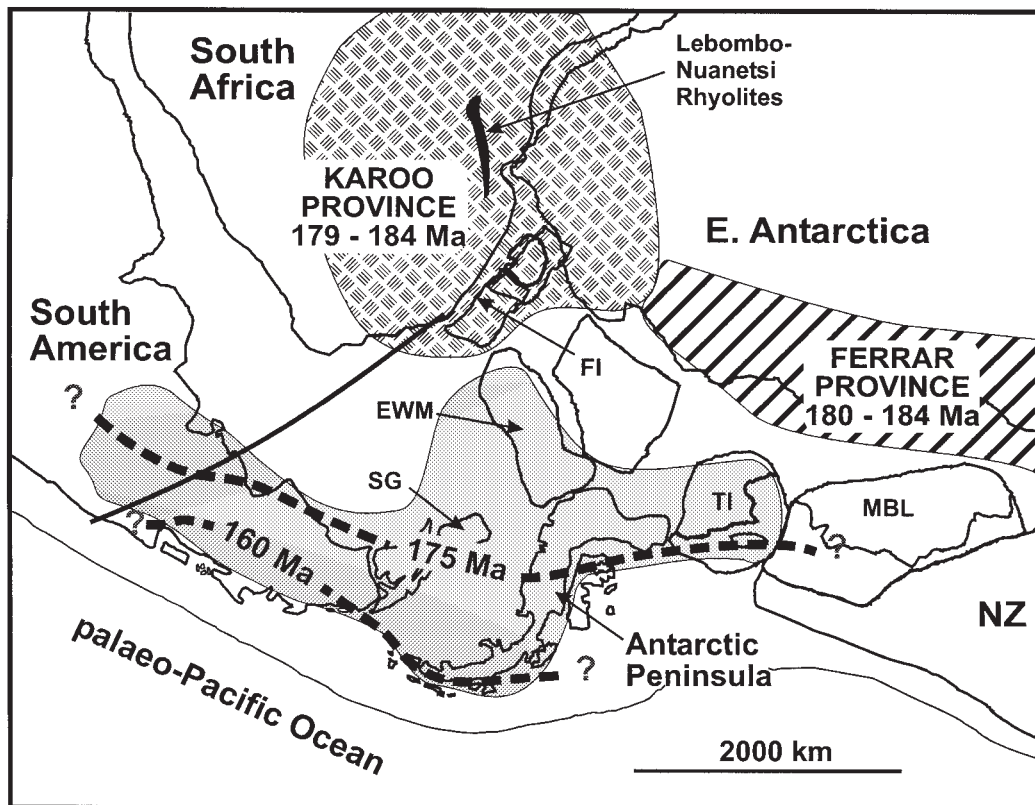 South
Africa
Lebombo-
Nuanetsi
Rhyolites
KAROO
PROVINCE
179 - 184 Ma
E. Antarctica
South
America
?
FI
FERRAR
PROVINCE
180 - 184 Ma
EWM
SG
TI
MBL
?
160 Ma
175 Ma
?
NZ
palaeo-Pacific Ocean
?
Antarctic
Peninsula
2000 km